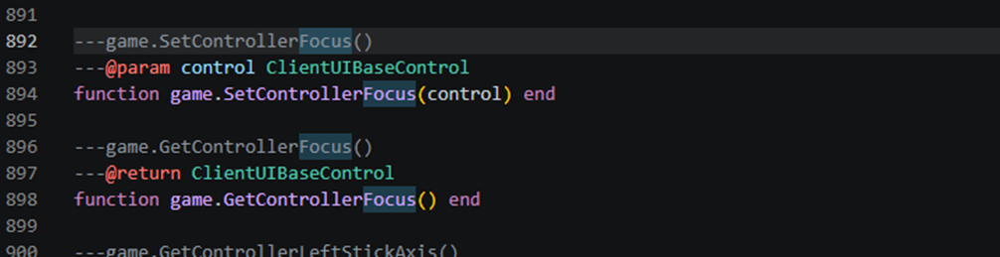 891
892 ---game.SetControllerFocus()
893 ---@param control ClientUIBaseControl
894 function game.SetControllerFocus(control) end
895
896 ---game.GetControllerFocus()
897 ---@return ClientUIBaseControl
898 function game.GetControllerFocus() end
899
900 ---game.GetControllerLeftStickAxis()